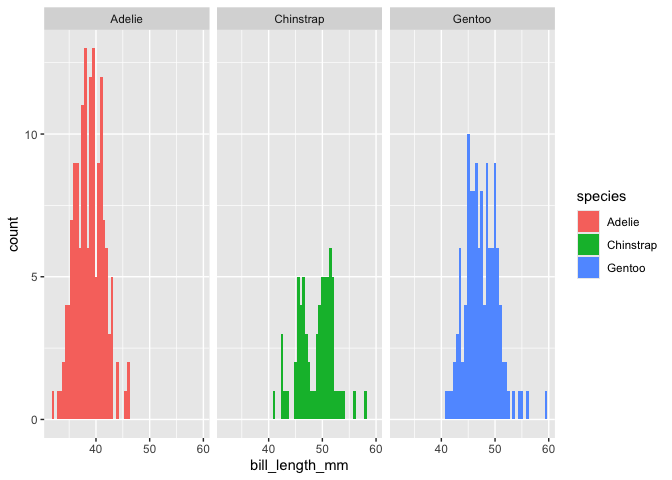 Adelie
Chinstrap
Gentoo
10
5
0
count
40
50
60
40
50
60
40
50
60
bill_length_mm
species
Adelie
Chinstrap
Gentoo